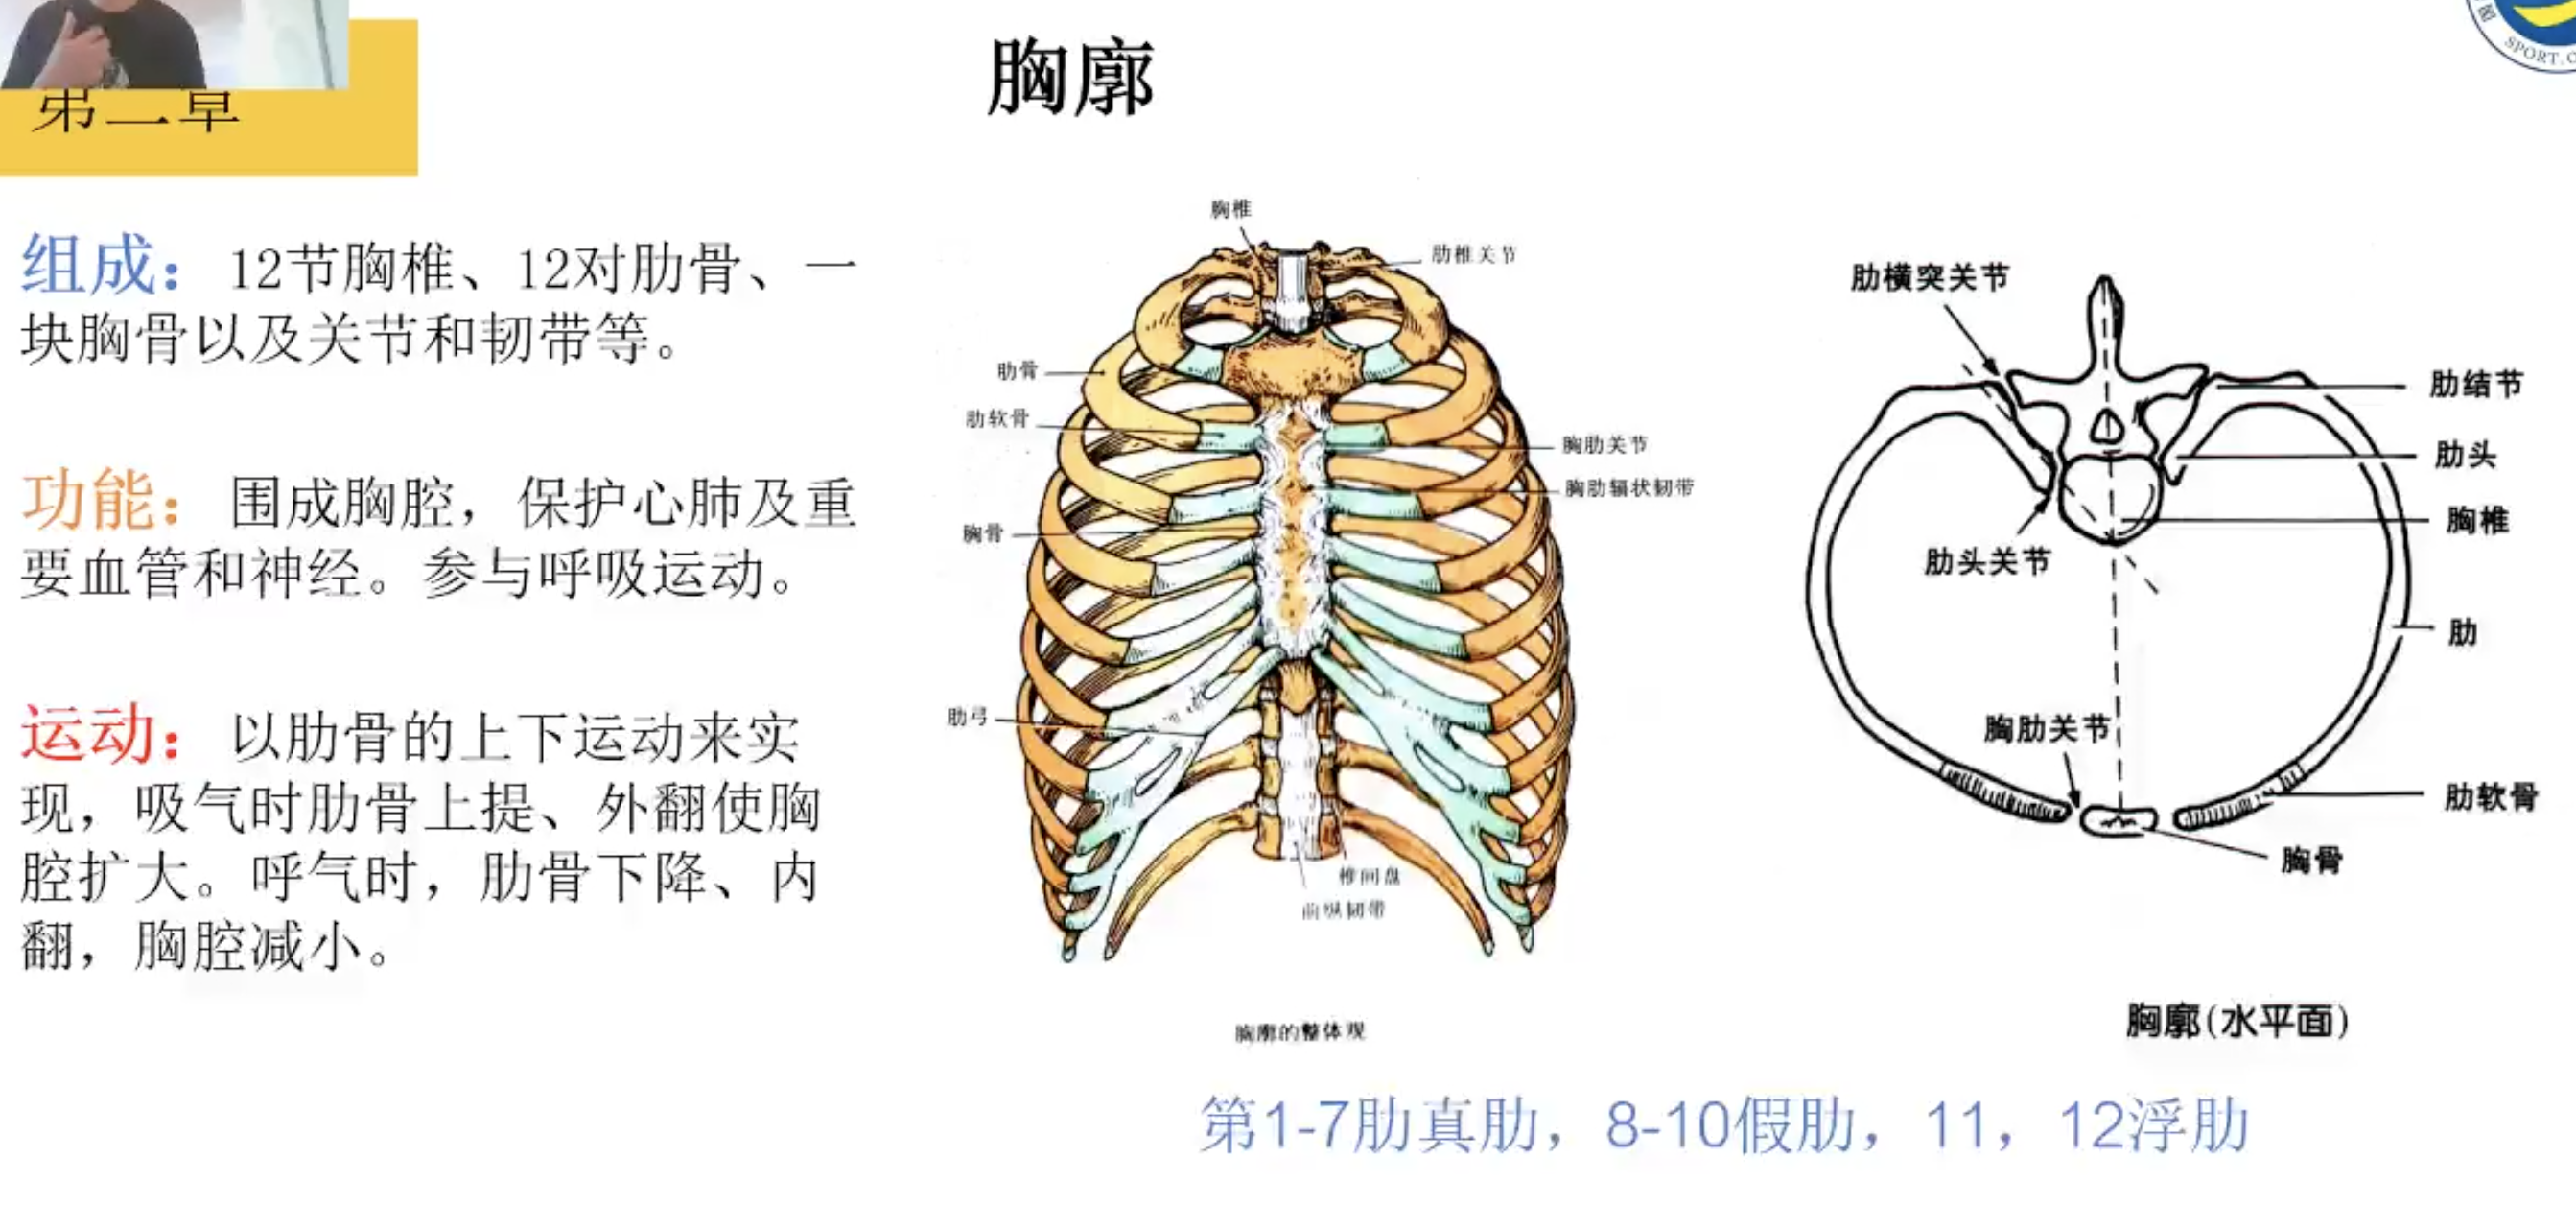 第二章
胸廓
SPORT.C
组成：12节胸椎、12对肋骨、一
块胸骨以及关节和韧带等。
功能：围成胸腔，保护心肺及重
要血管和神经。参与呼吸运动。
运动：以肋骨的上下运动来实
现，吸气时肋骨上提、外翻使胸
腔扩大。呼气时，肋骨下降、内
翻，胸腔减小。
胸椎
肋椎关节
肋骨
肋软骨
胸肋关节
胸肋辐状韧带
胸骨
肋弓
椎间盘
前纵韧带
胸廓的整体观
肋横突关节
肋结节
肋头
胸椎
肋头关节
肋
胸肋关节
肋软骨
胸骨
胸廓(水平面)
第1-7肋真肋，8-10假肋，11，12浮肋